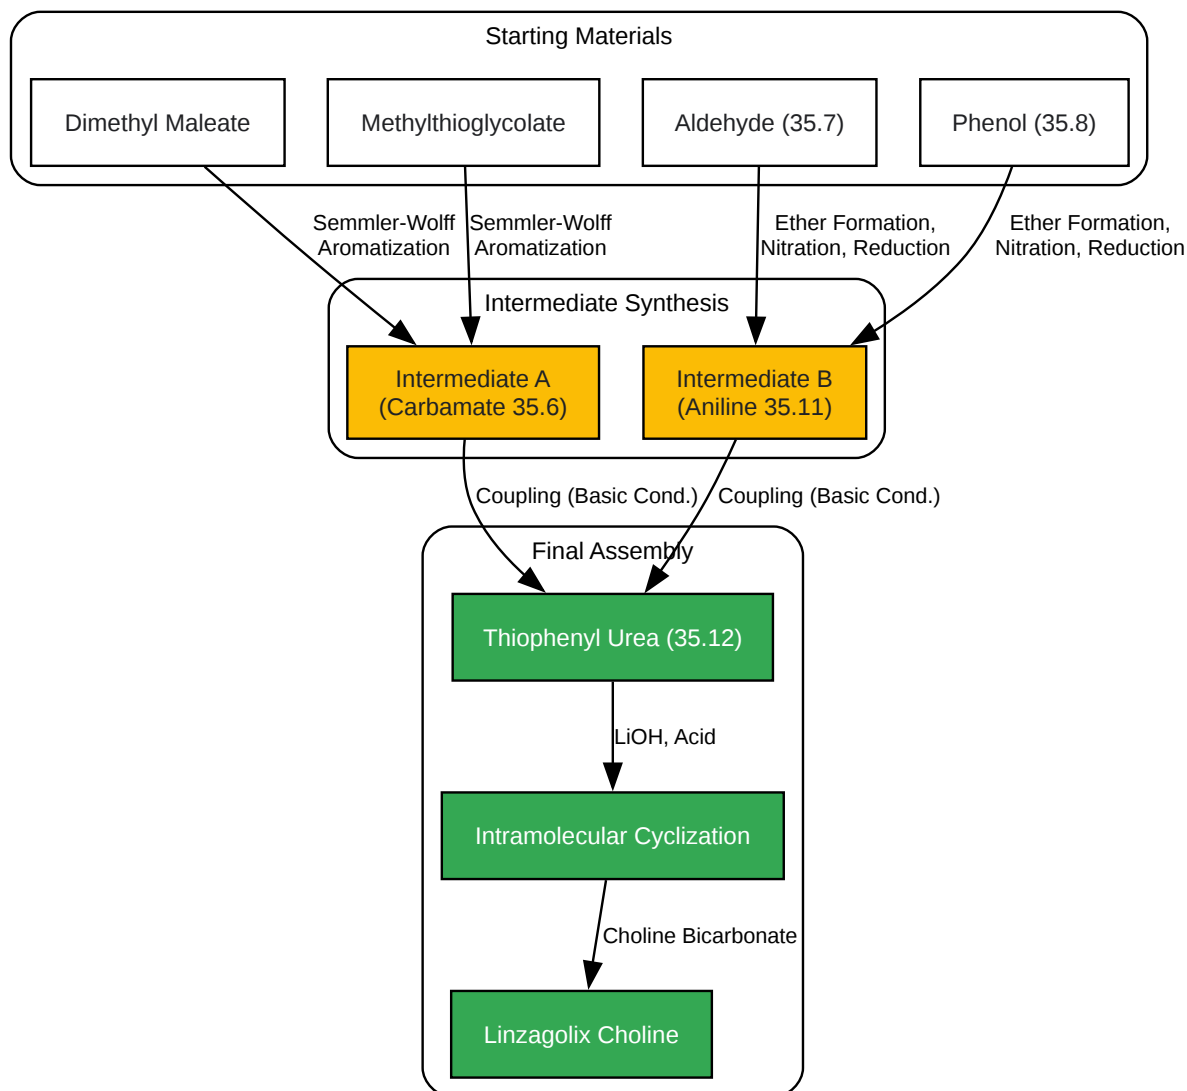 Starting Materials
Dimethyl Maleate
Methylthioglycolate
Aldehyde (35.7)
Phenol (35.8)
Semmler-Wolff
Aromatization
Semmler-Wolff
Aromatization
Ether Formation,
Nitration, Reduction
Ether Formation,
Nitration, Reduction
Intermediate Synthesis
Intermediate A
(Carbamate 35.6)
Intermediate B
(Aniline 35.11)
Coupling (Basic Cond.)
Coupling (Basic Cond.)
Final Assembly
Thiophenyl Urea (35.12)
LiOH, Acid
Intramolecular Cyclization
Choline Bicarbonate
Linzagolix Choline